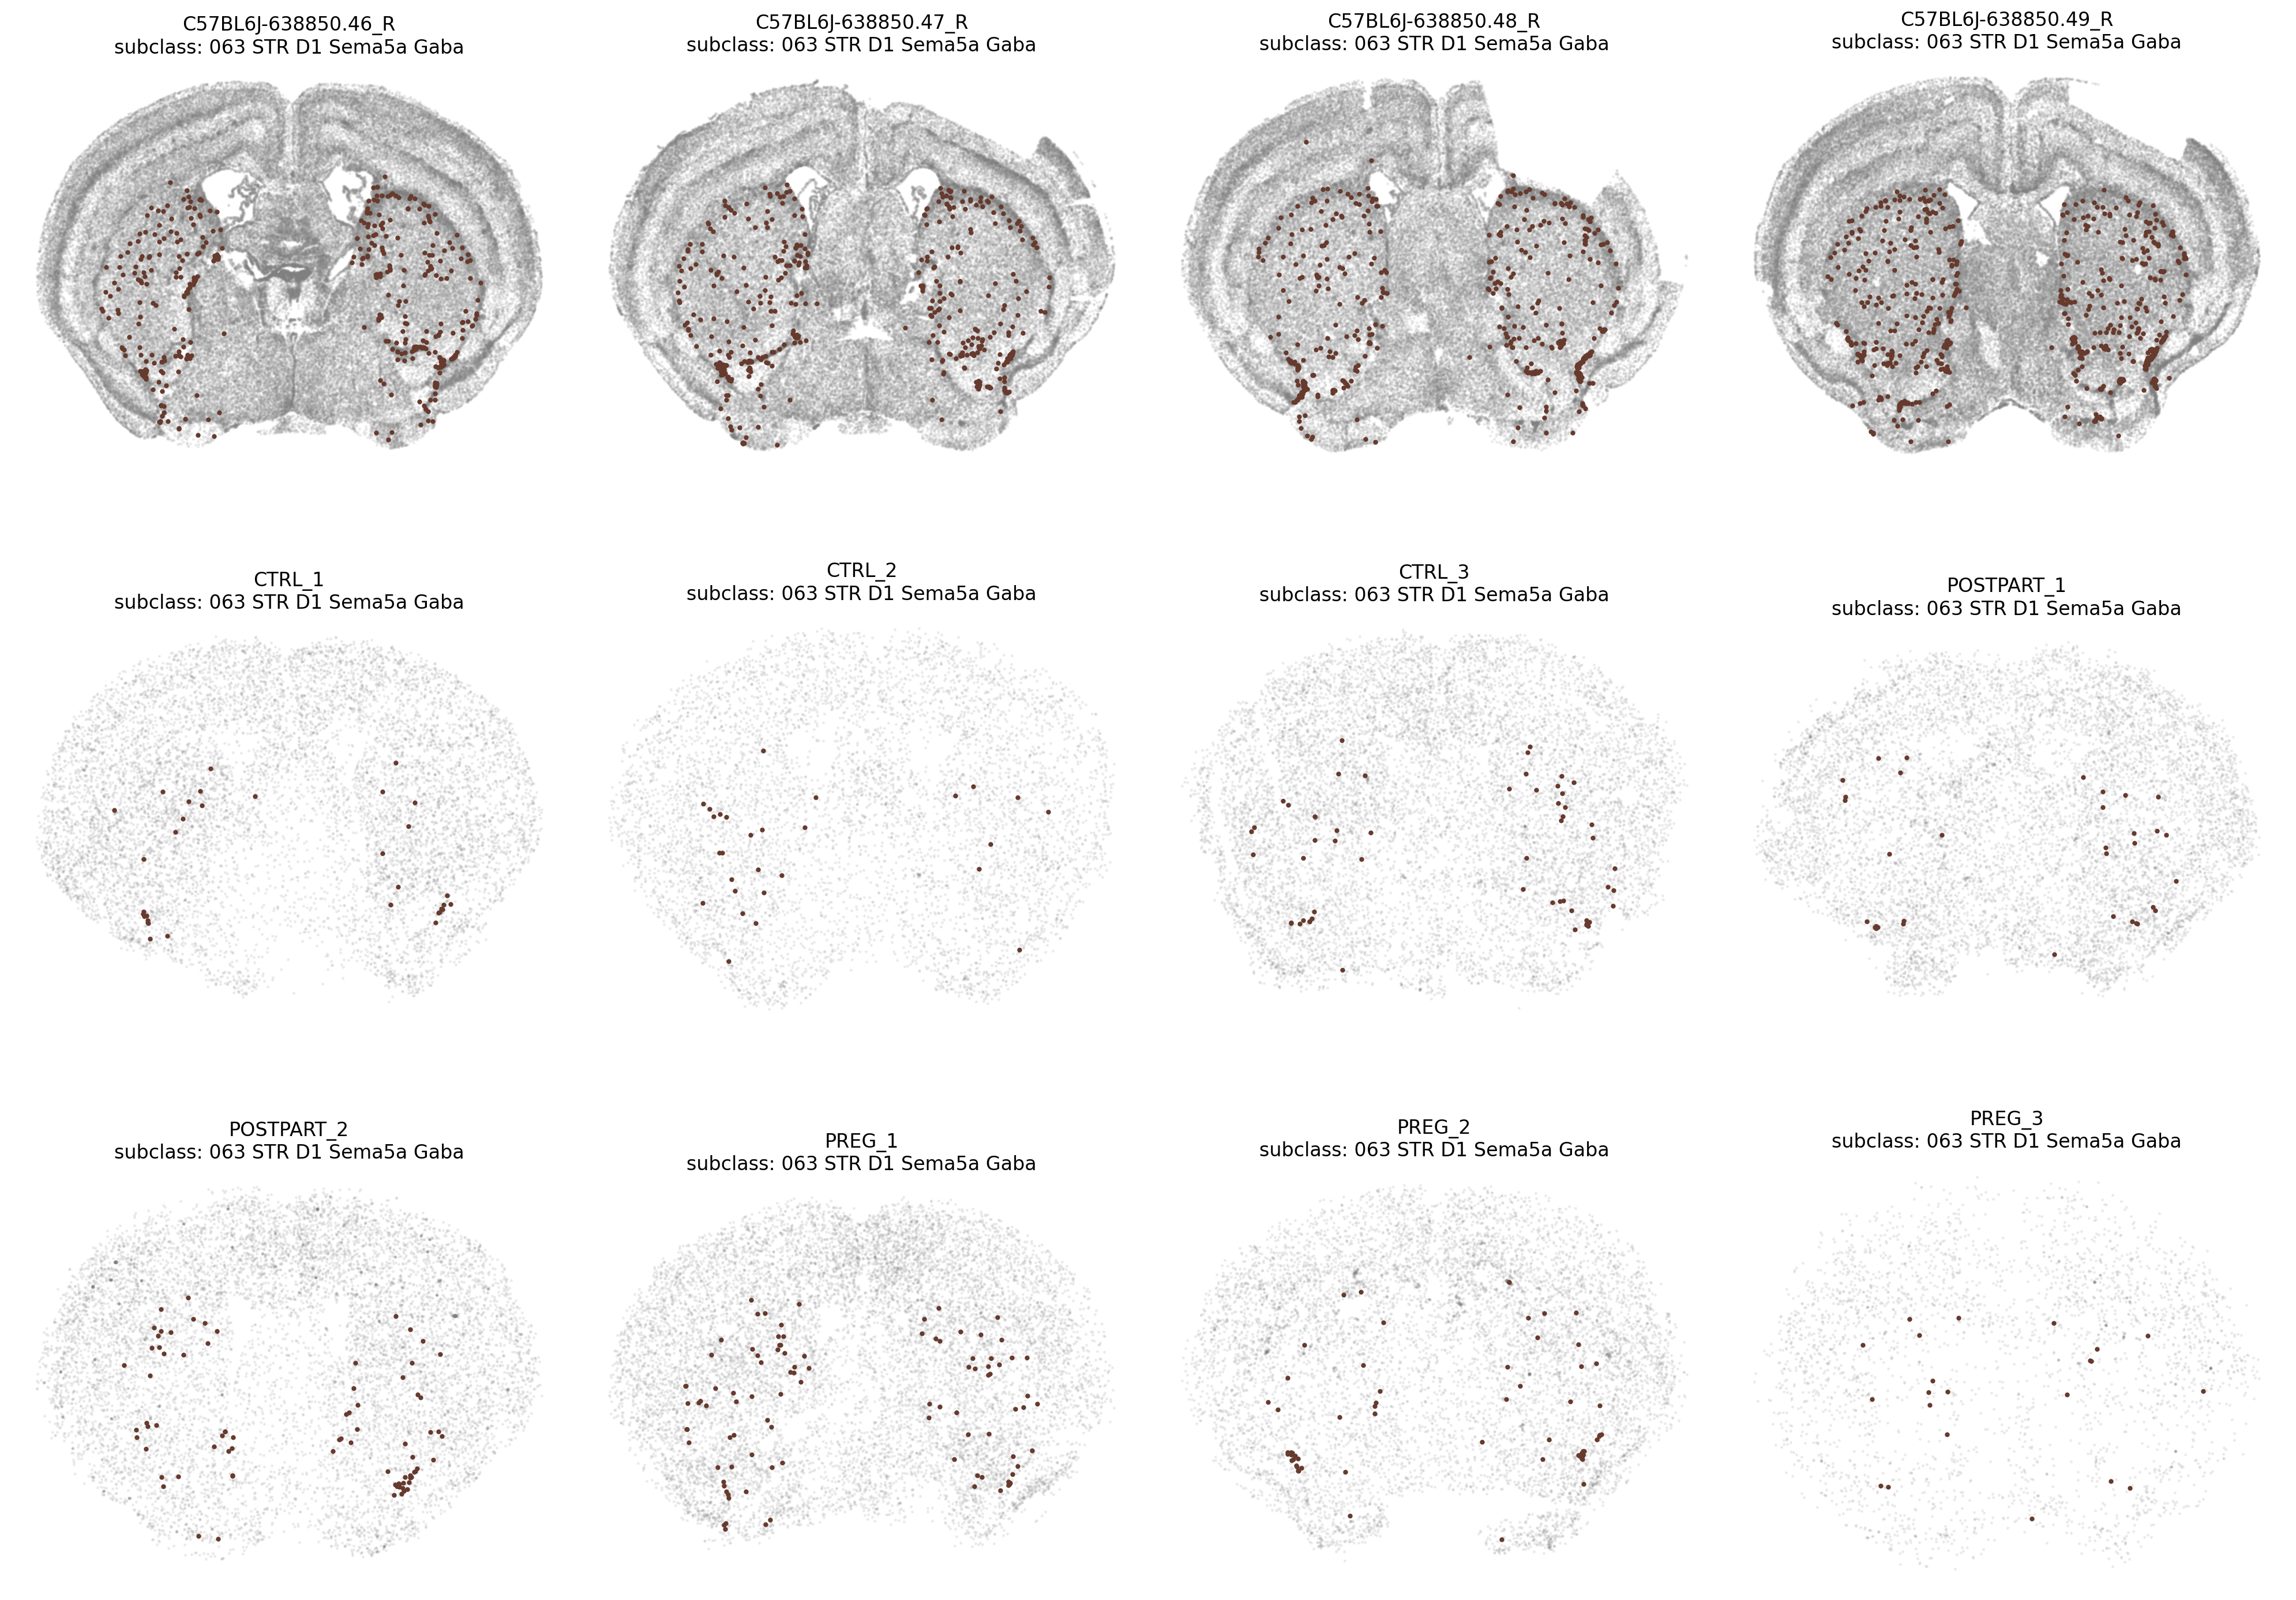 C57BL6J-638850.46_R
subclass: 063 STR D1 Sema5a Gaba
C57BL6J-638850.47_R
subclass: 063 STR D1 Sema5a Gaba
C57BL6J-638850.48_R
subclass: 063 STR D1 Sema5a Gaba
C57BL6J-638850.49_R
subclass: 063 STR D1 Sema5a Gaba
CTRL_1
subclass: 063 STR D1 Sema5a Gaba
CTRL_2
subclass: 063 STR D1 Sema5a Gaba
CTRL_3
subclass: 063 STR D1 Sema5a Gaba
POSTPART_1
subclass: 063 STR D1 Sema5a Gaba
POSTPART_2
subclass: 063 STR D1 Sema5a Gaba
PREG_1
subclass: 063 STR D1 Sema5a Gaba
PREG_2
subclass: 063 STR D1 Sema5a Gaba
PREG_3
subclass: 063 STR D1 Sema5a Gaba